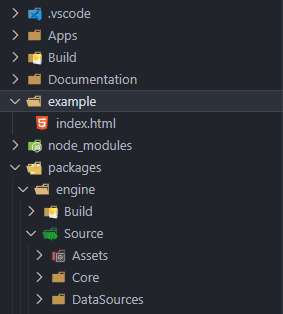 .vscode
Apps
Build
Documentation
example
index.html
node_modules
packages
engine
Build
Source
Assets
Core
DataSources